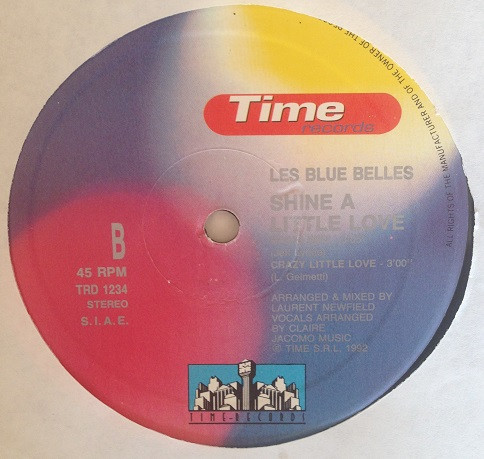 ALL RIGHTS OF THE MANUFACTURER AND OF THE OWNER OF THE
Time
records
LES BLUE BELLES
SHINE A
LITTLE LOVE
CRAZY LITTLE LOVE - 3'00"
(L. Gelmetti)
B
45 RPM
TRD 1234
STEREO
S.I.A.E.
ARRANGED & MIXED BY
LAURENT NEWFIELD
VOCALS ARRANGED
BY CLAIRE
JACOMO MUSIC
℗ TIME S.R.L. 1992
TIME-RECORDS